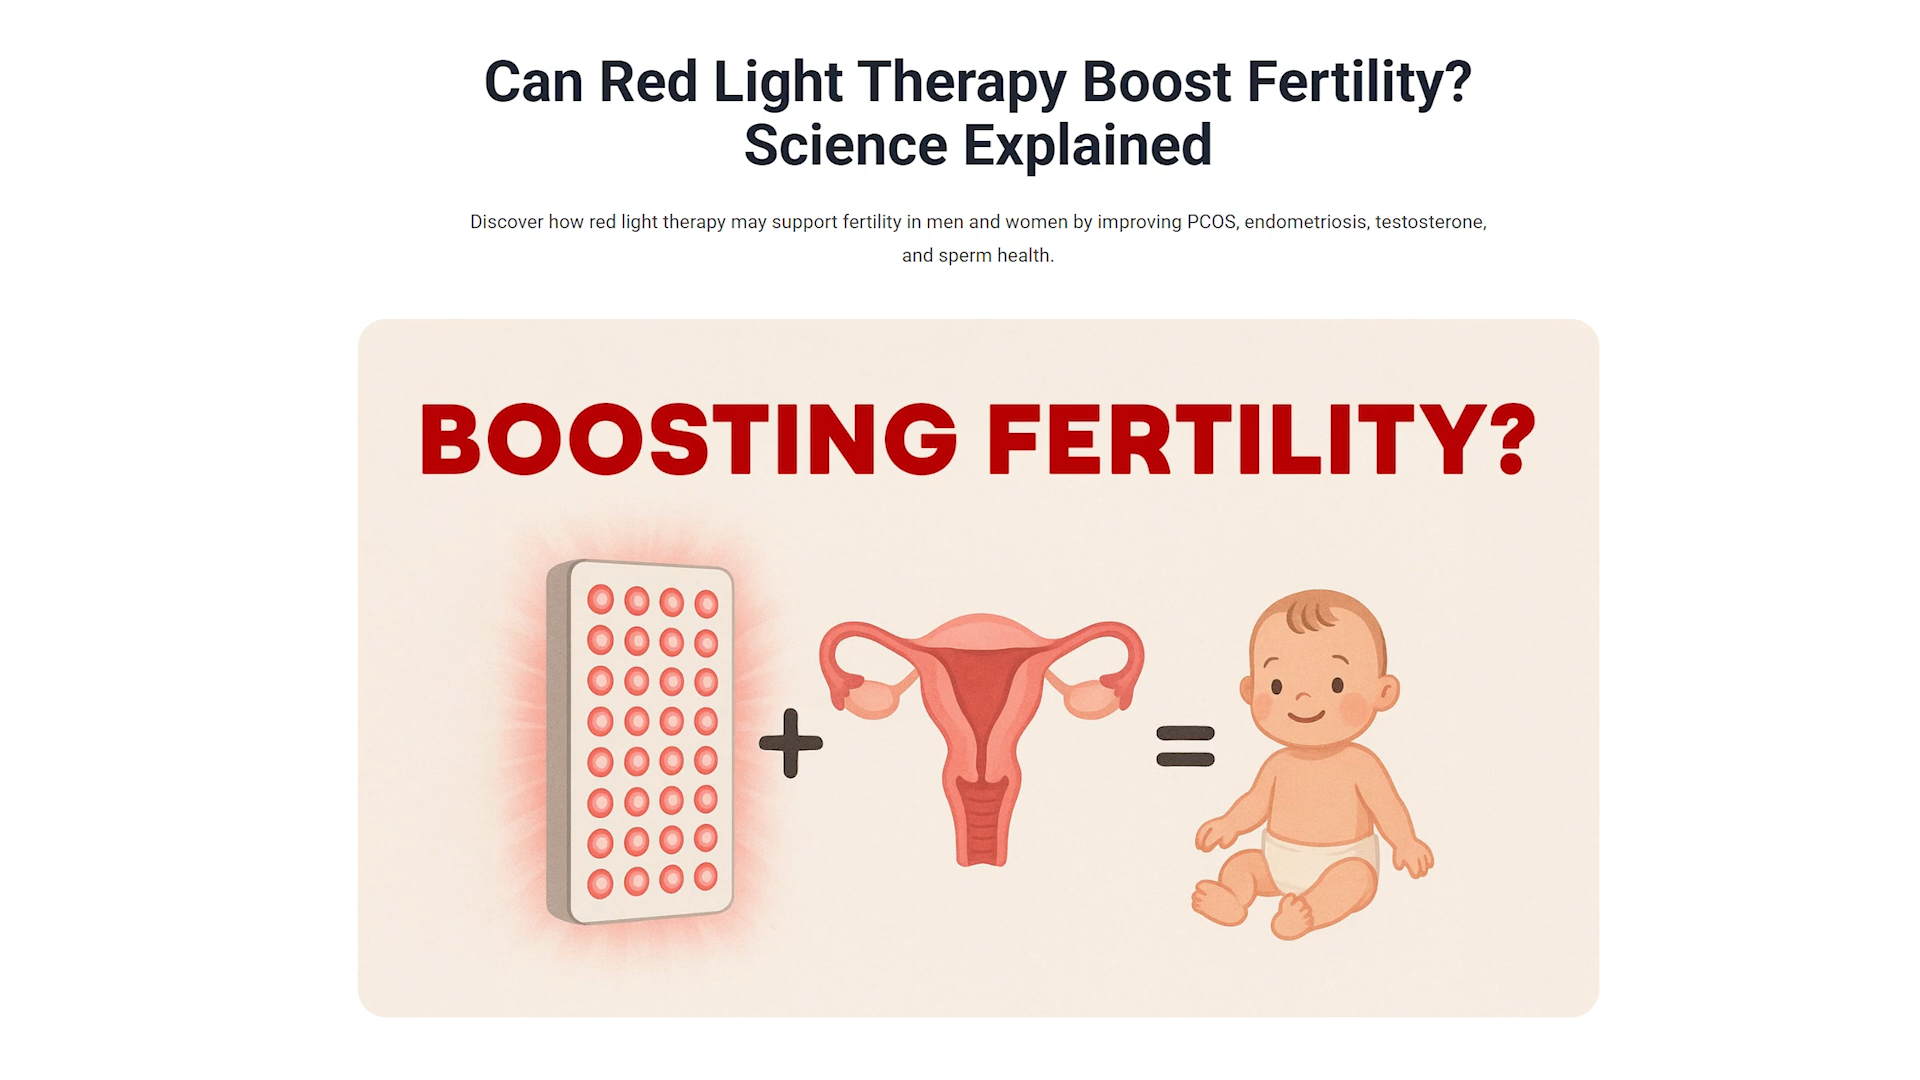 Can Red Light Therapy Boost Fertility?
Science Explained
Discover how red light therapy may support fertility in men and women by improving PCOS, endometriosis, testosterone,
and sperm health.
BOOSTING FERTILITY?